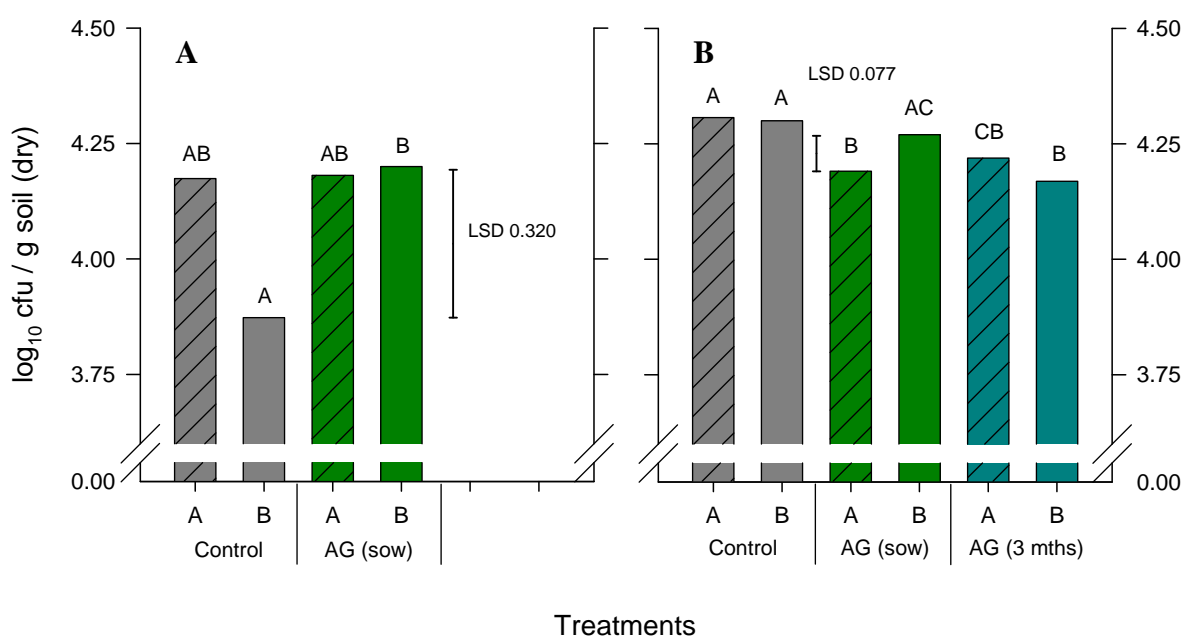 4.50
4.25
4.00
3.75
0.00
log10 cfu / g soil (dry)
A
AB
A
AB
B
LSD 0.320
A B A B
Control AG (sow)
B
LSD 0.077
A
A
B
AC
CB
B
4.50
4.25
4.00
3.75
0.00
A B A B A B
Control AG (sow) AG (3 mths)
Treatments